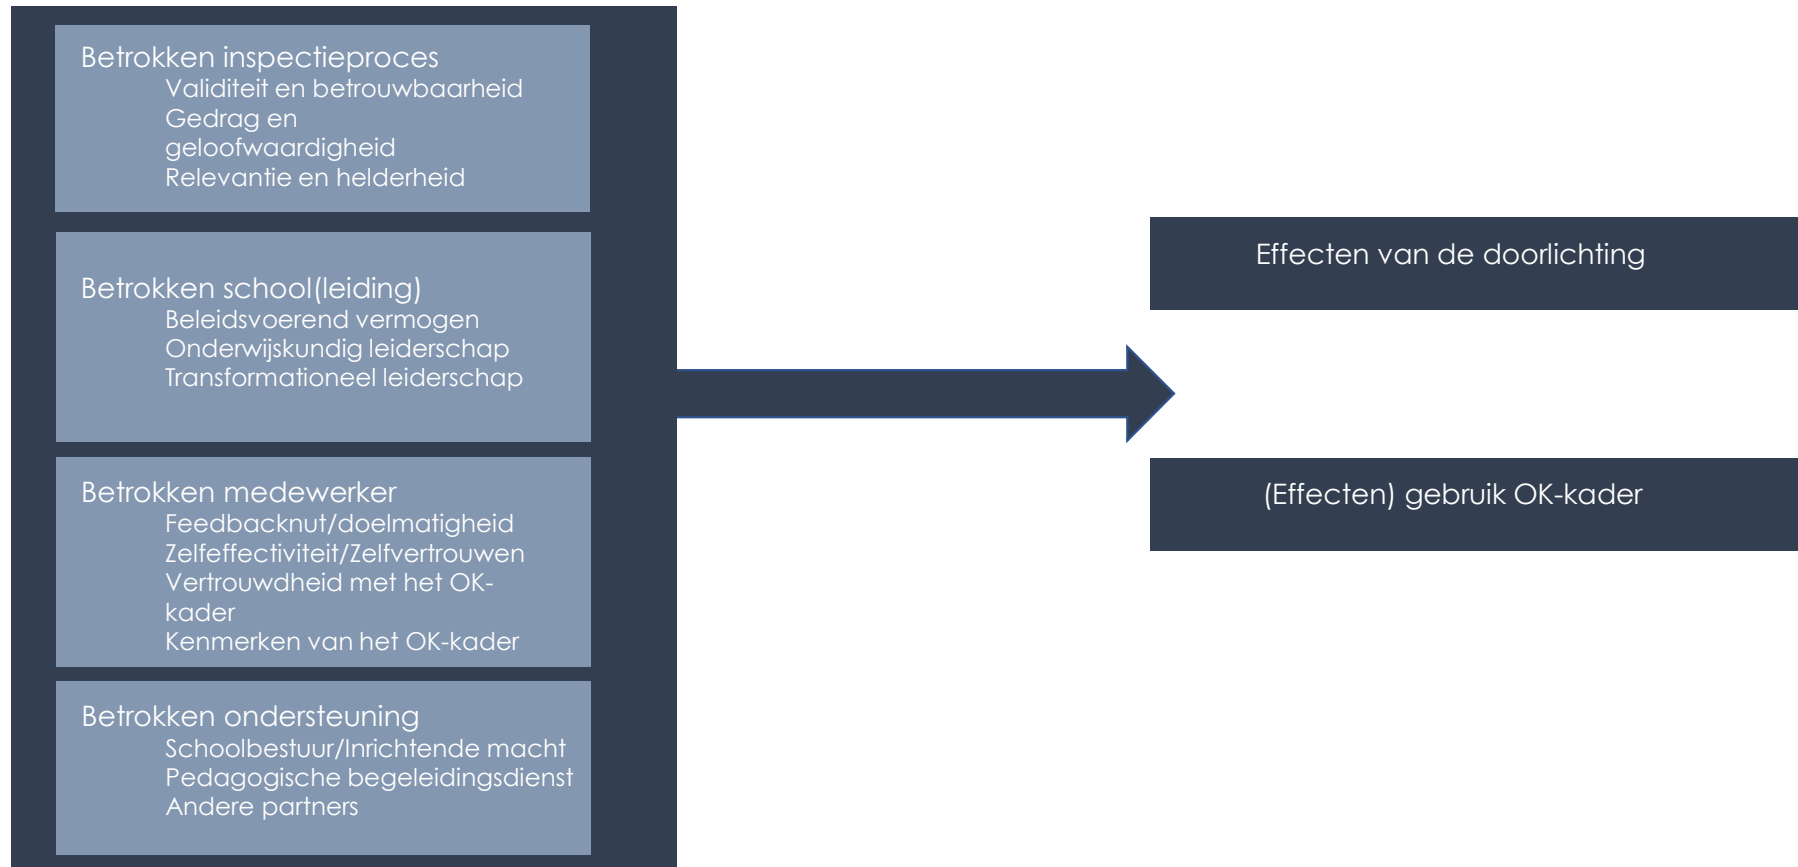 Betrokken inspectieproces
Validiteit en betrouwbaarheid
Gedrag en
geloofwaardigheid
Relevantie en helderheid
Betrokken school(leiding)
Beleidsvoerend vermogen
Onderwijskundig leiderschap
Transformationeel leiderschap
Betrokken medewerker
Feedbacknut/doelmatigheid
Zelfeffectiviteit/Zelfvertrouwen
Vertrouwdheid met het OK-
kader
Kenmerken van het OK-kader
Betrokken ondersteuning
Schoolbestuur/Inrichtende macht
Pedagogische begeleidingsdienst
Andere partners
Effecten van de doorlichting
(Effecten) gebruik OK-kader